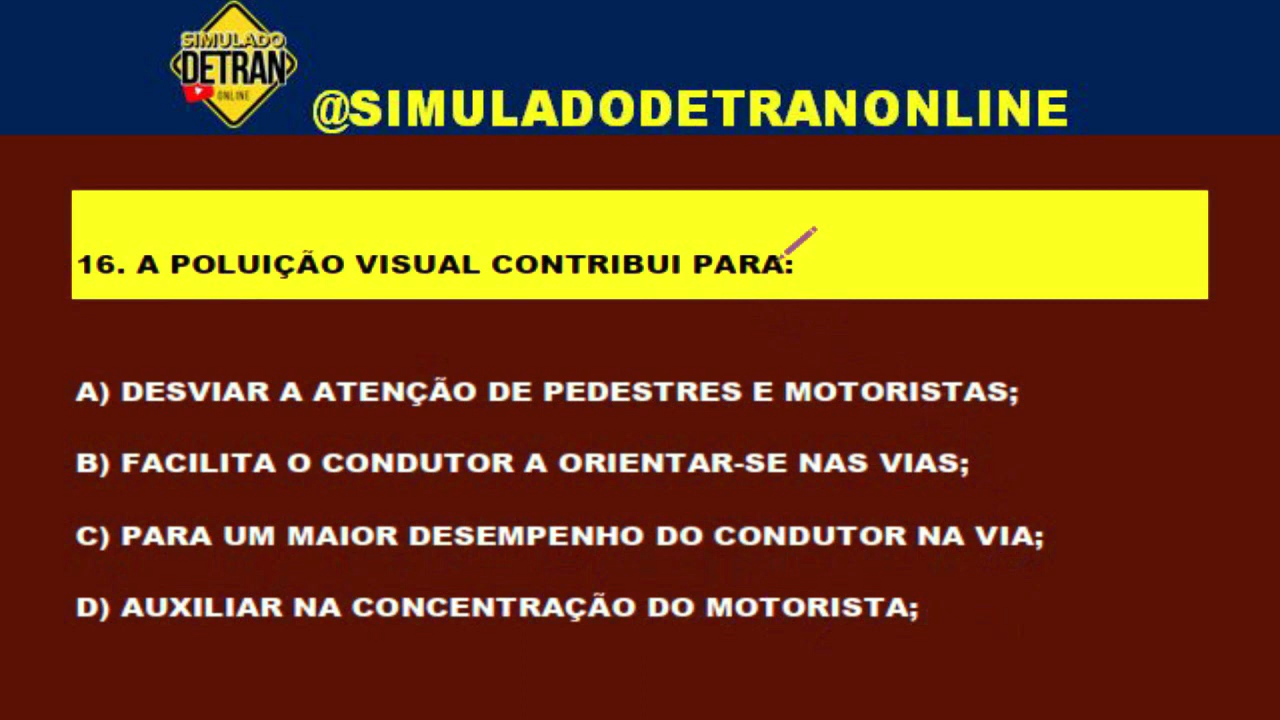 SIMULADO
DETRAN
ONLINE
@SIMULADODETRANONLINE
16. A POLUIÇÃO VISUAL CONTRIBUI PARA:
A) DESVIAR A ATENÇÃO DE PEDESTRES E MOTORISTAS;
B) FACILITA O CONDUTOR A ORIENTAR-SE NAS VIAS;
C) PARA UM MAIOR DESEMPENHO DO CONDUTOR NA VIA;
D) AUXILIAR NA CONCENTRAÇÃO DO MOTORISTA;